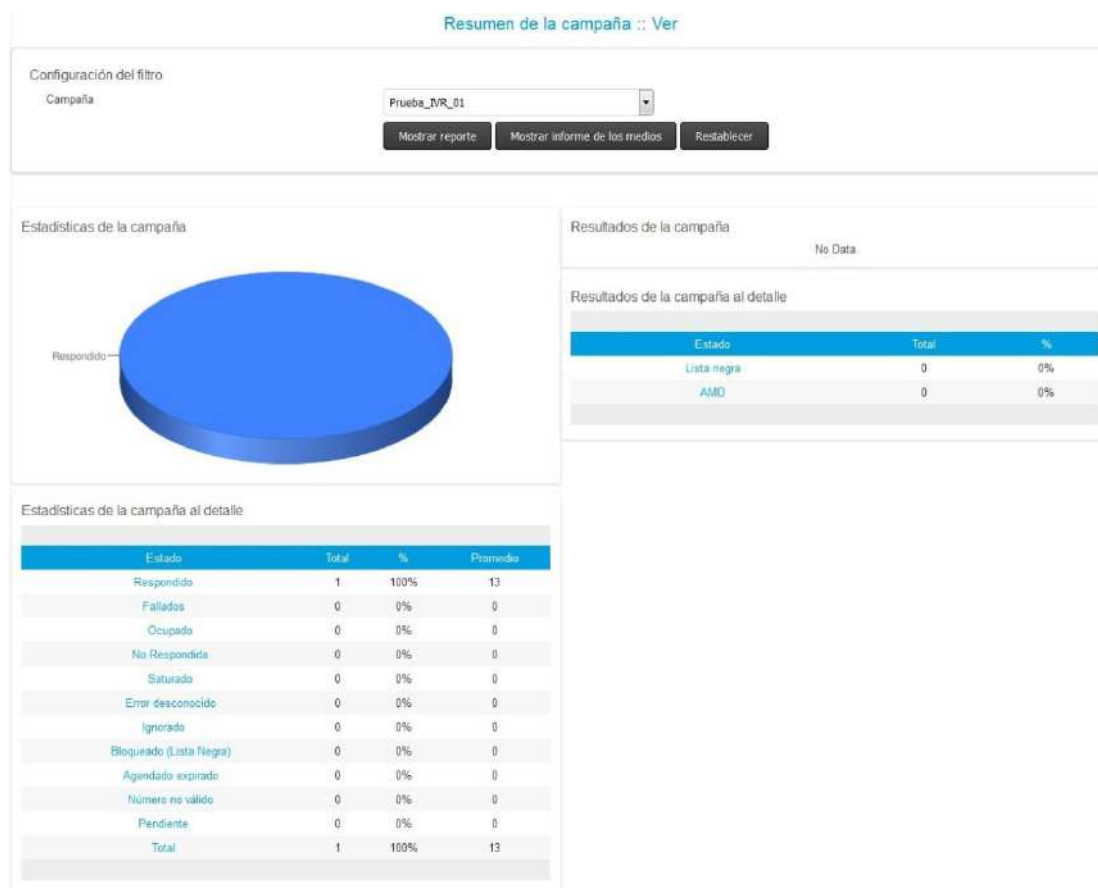 Resumen de la campaña :: Ver
Configuración del filtro
Campaña
Prueba_IVR_01
Mostrar reporte
Mostrar informe de los medios
Restablecer
Estadísticas de la campaña
Respondido
Resultados de la campaña
No Data
Resultados de la campaña al detalle
Estado Total %
Lista negra 0 0%
AMD 0 0%
Estadísticas de la campaña al detalle
Estado Total % Promedio
Respondido 1 100% 13
Fallados 0 0% 0
Ocupado 0 0% 0
No Respondida 0 0% 0
Saturado 0 0% 0
Error desconocido 0 0% 0
Ignorado 0 0% 0
Bloqueado (Lista Negra) 0 0% 0
Agendado expirado 0 0% 0
Número no válido 0 0% 0
Pendiente 0 0% 0
Total 1 100% 13